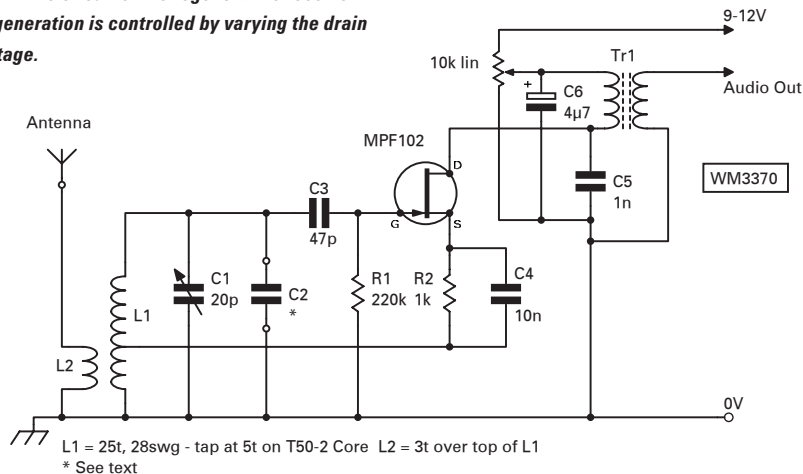 generation is controlled by varying the drain
tage.
9-12V
10k lin
Tr1
+
C6
4µ7
Audio Out
Antenna
MPF102
D
C5
1n
WM3370
C3
47p
G
S
C1
20p
C2
*
R1
220k
R2
1k
C4
10n
L1
L2
0V
L1 = 25t, 28swg - tap at 5t on T50-2 Core L2 = 3t over top of L1
* See text